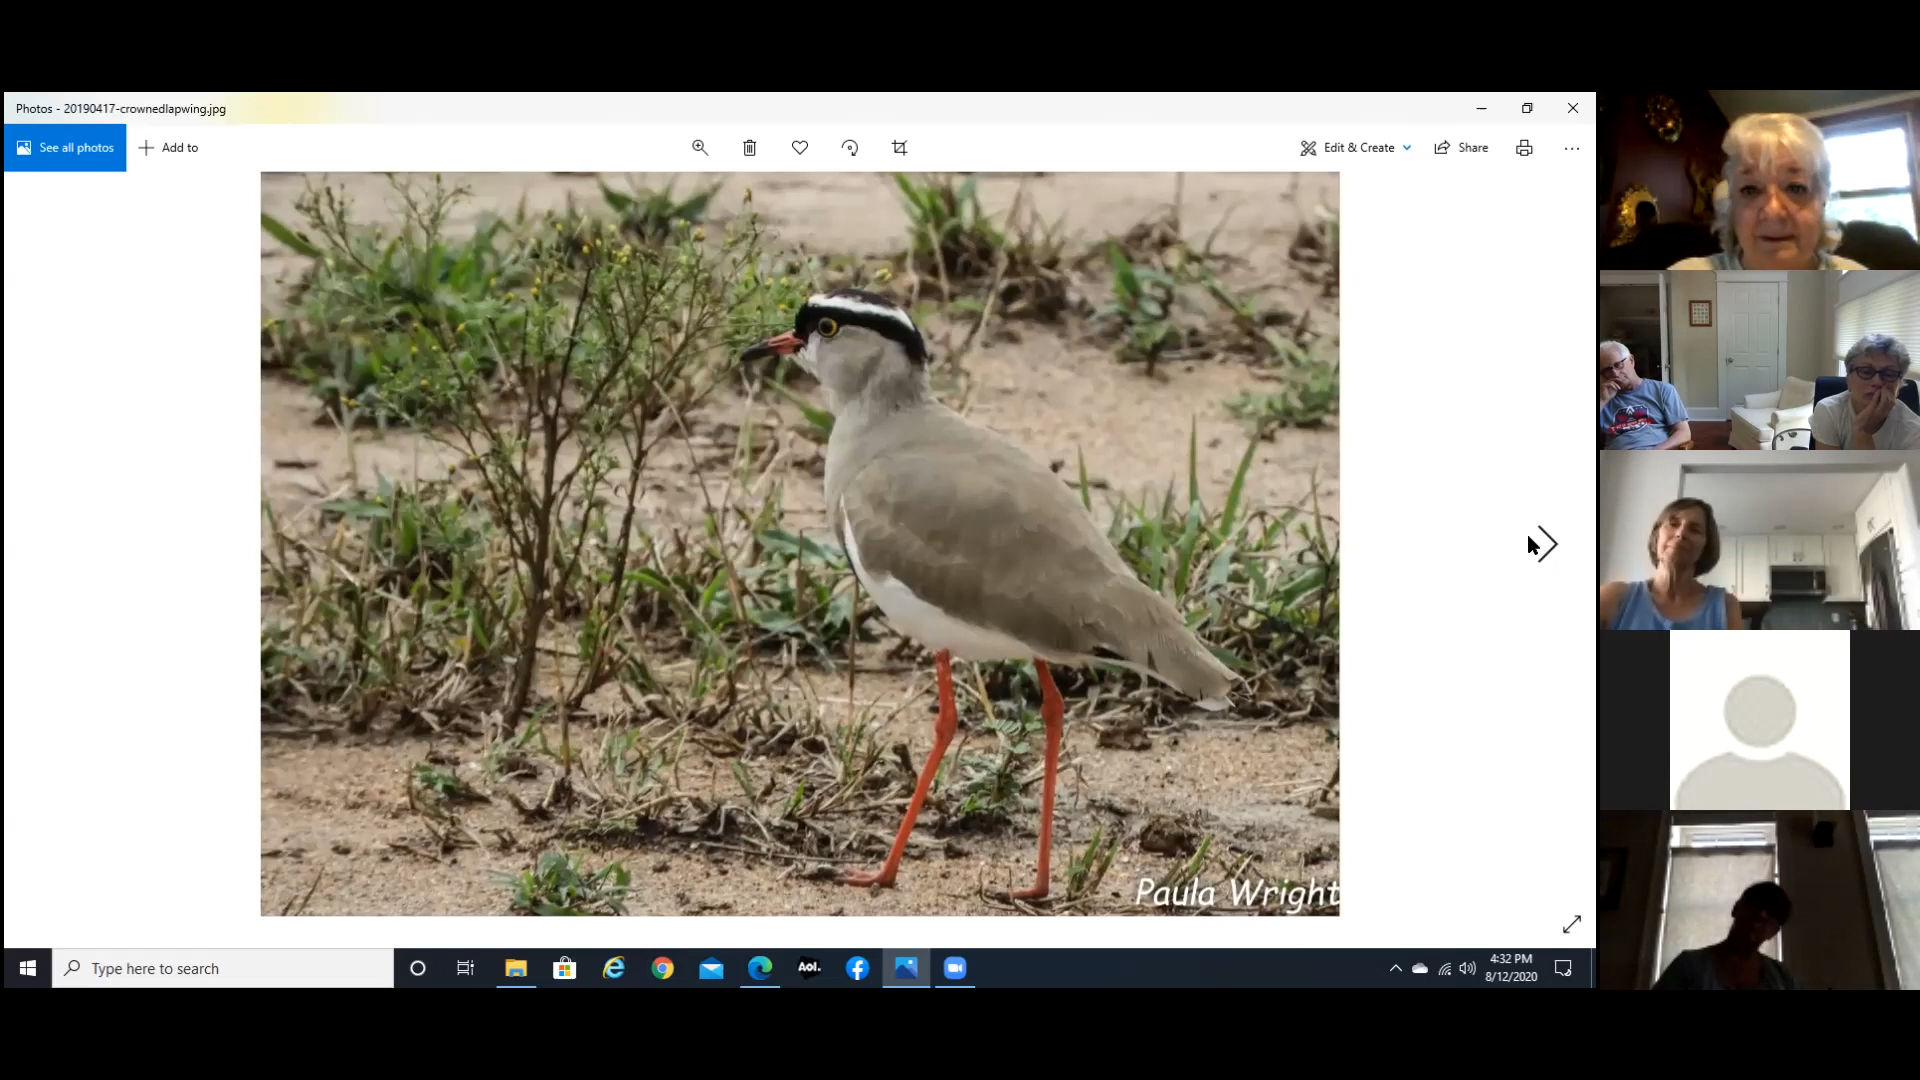 Photos - 20190417-crownedlapwing.jpg
See all photos
Add to
Edit & Create
Share
Paula Wright
Type here to search
Aol.
4:32 PM
8/12/2020